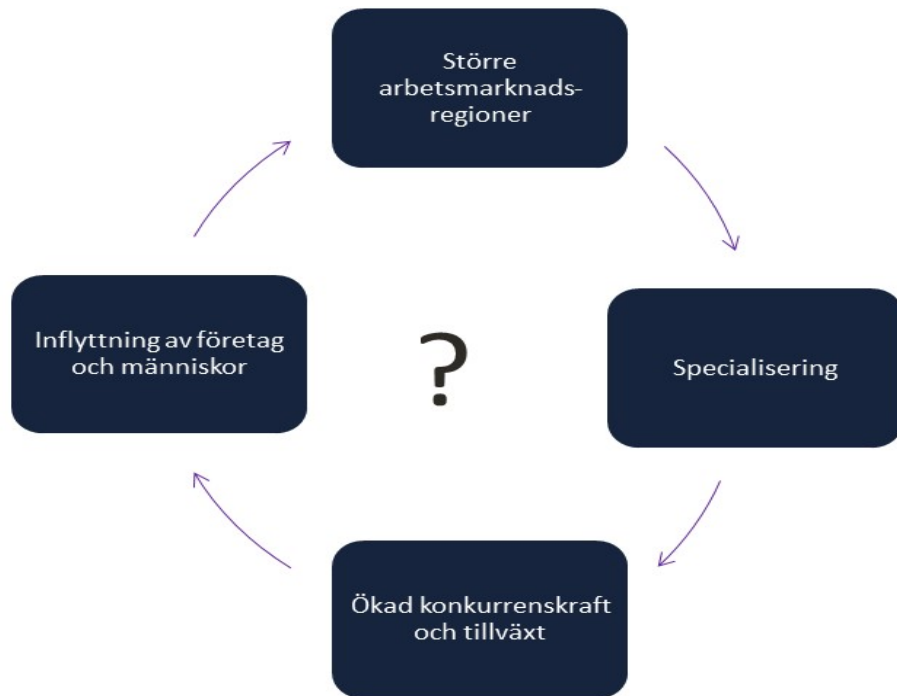 Större
arbetsmarknads-
regioner
Specialisering
Ökad konkurrenskraft
och tillväxt
Inflyttning av företag
och människor
?